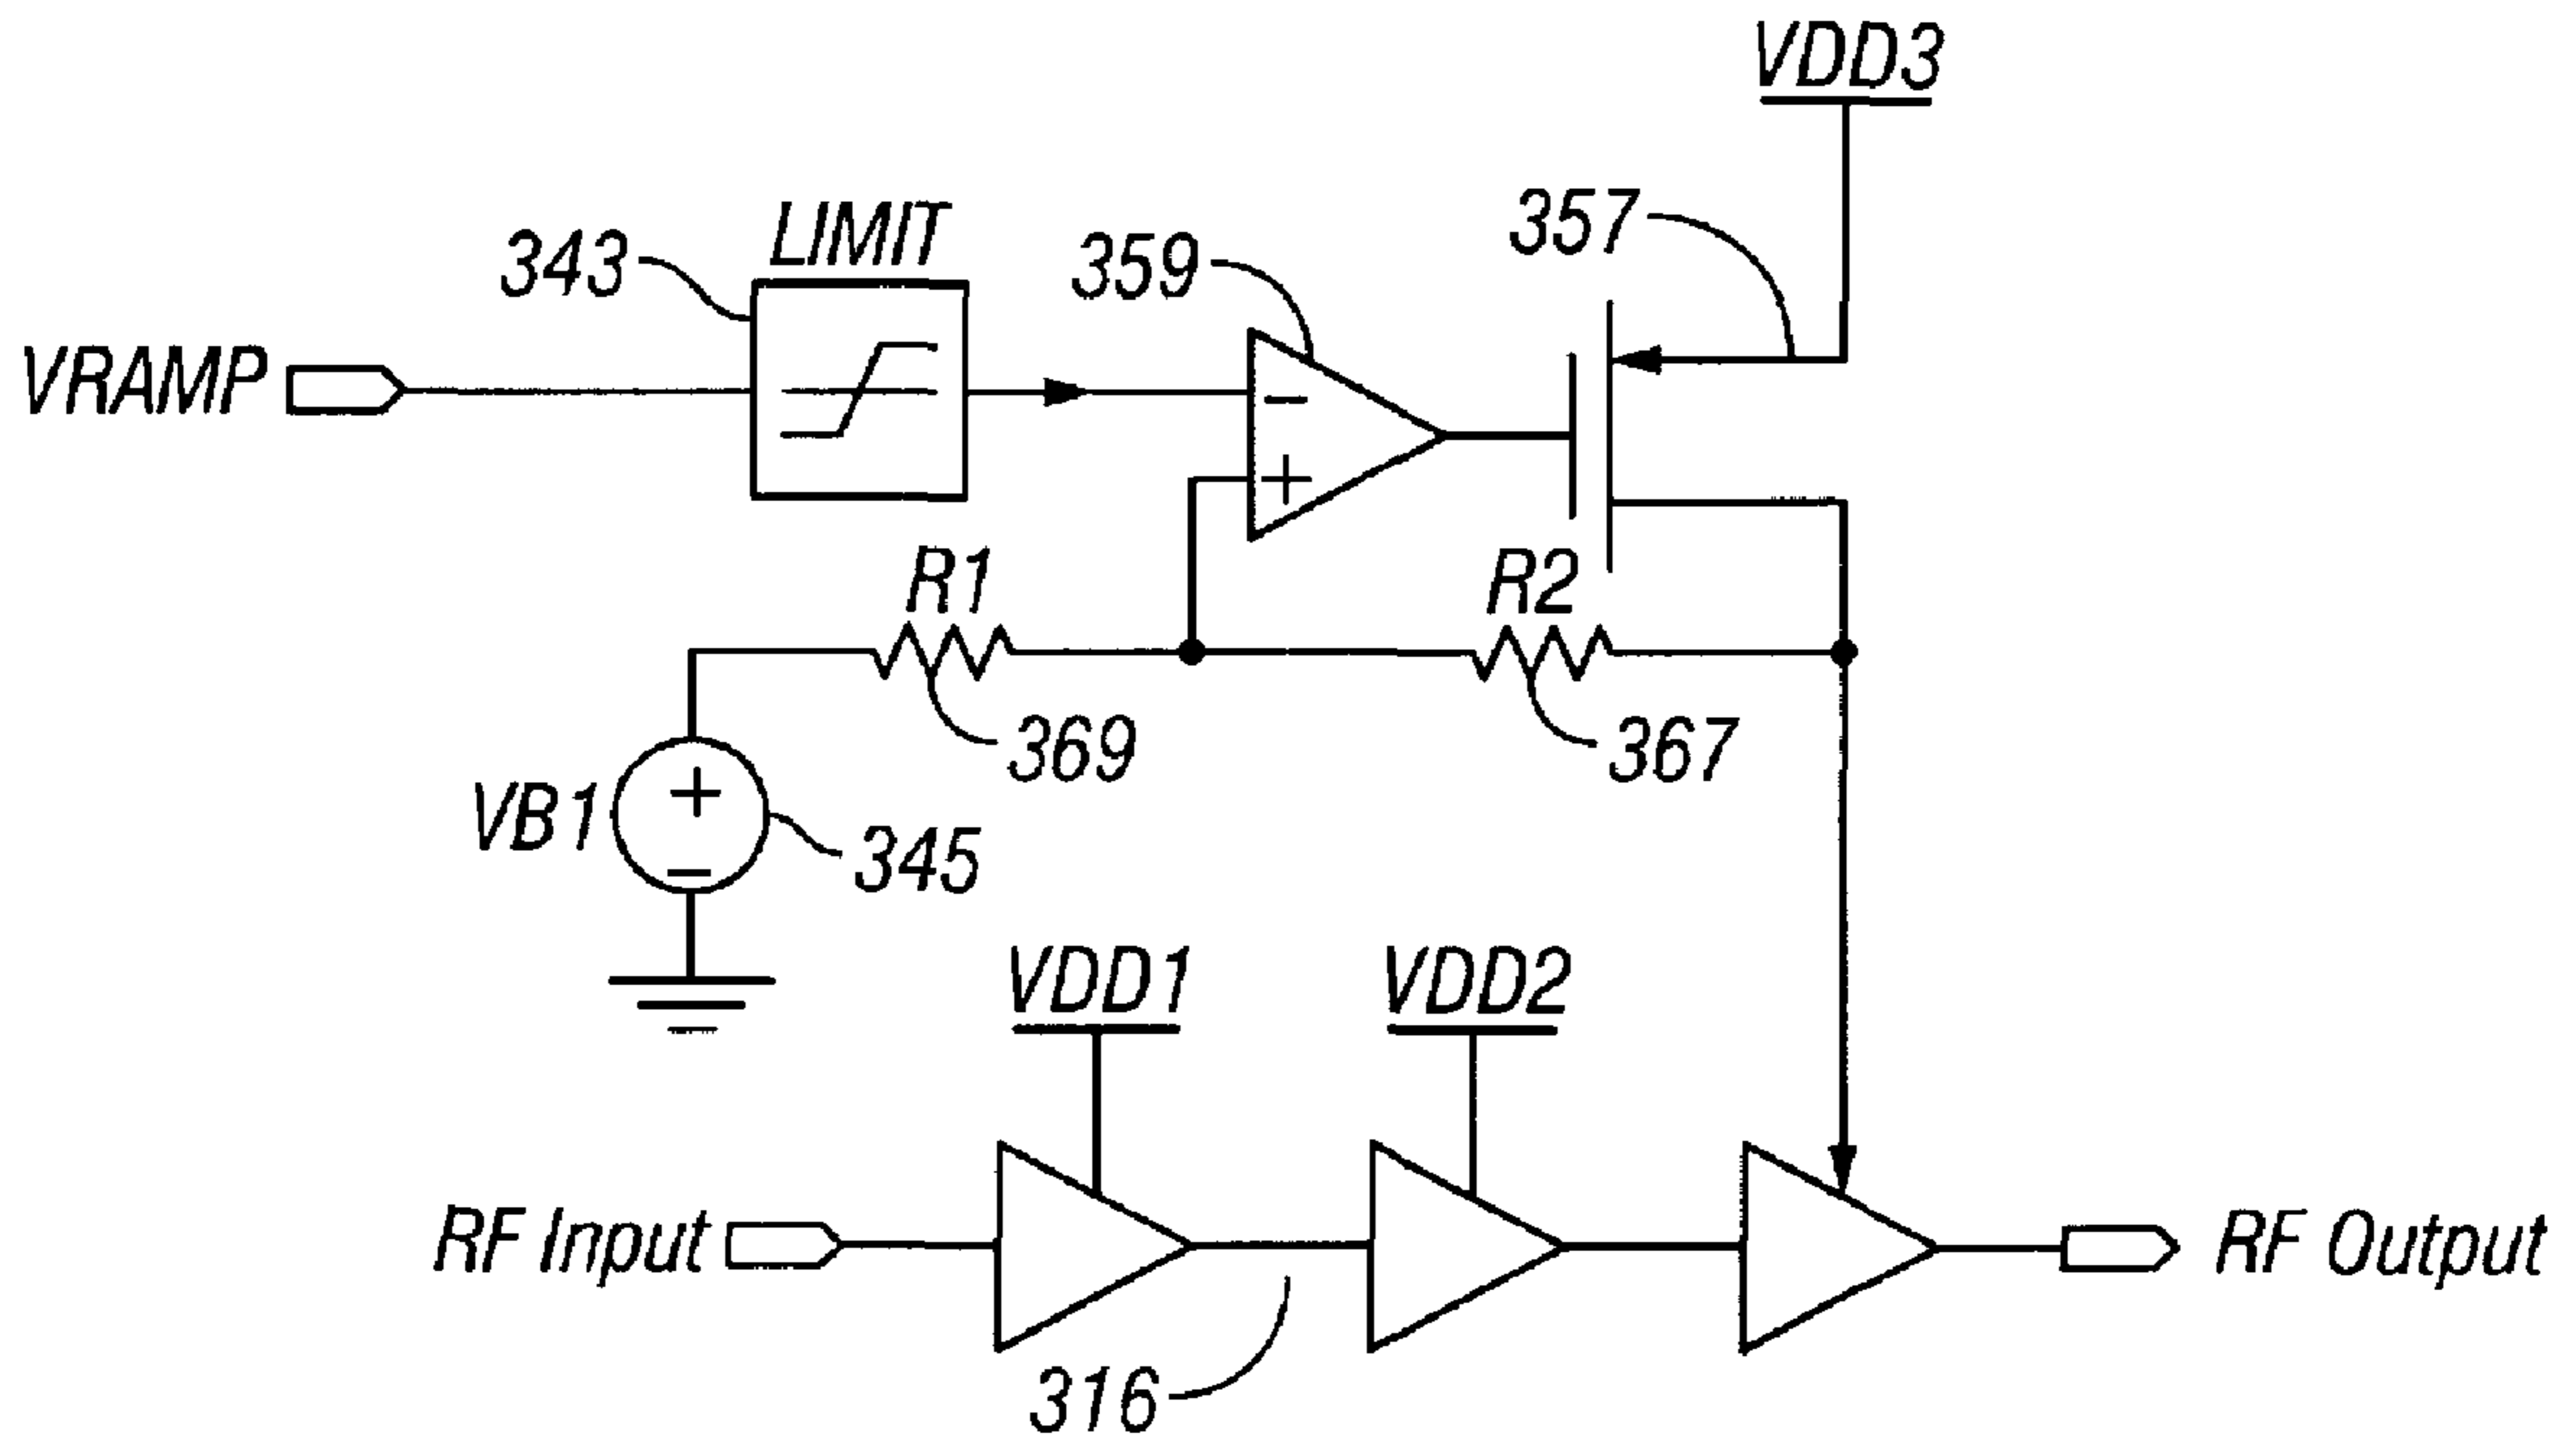 VDD3
357
LIMIT
343
359
VRAMP
−
+
R1
R2
369
367
VB1
+
−
345
VDD1
VDD2
RF Input
RF Output
316